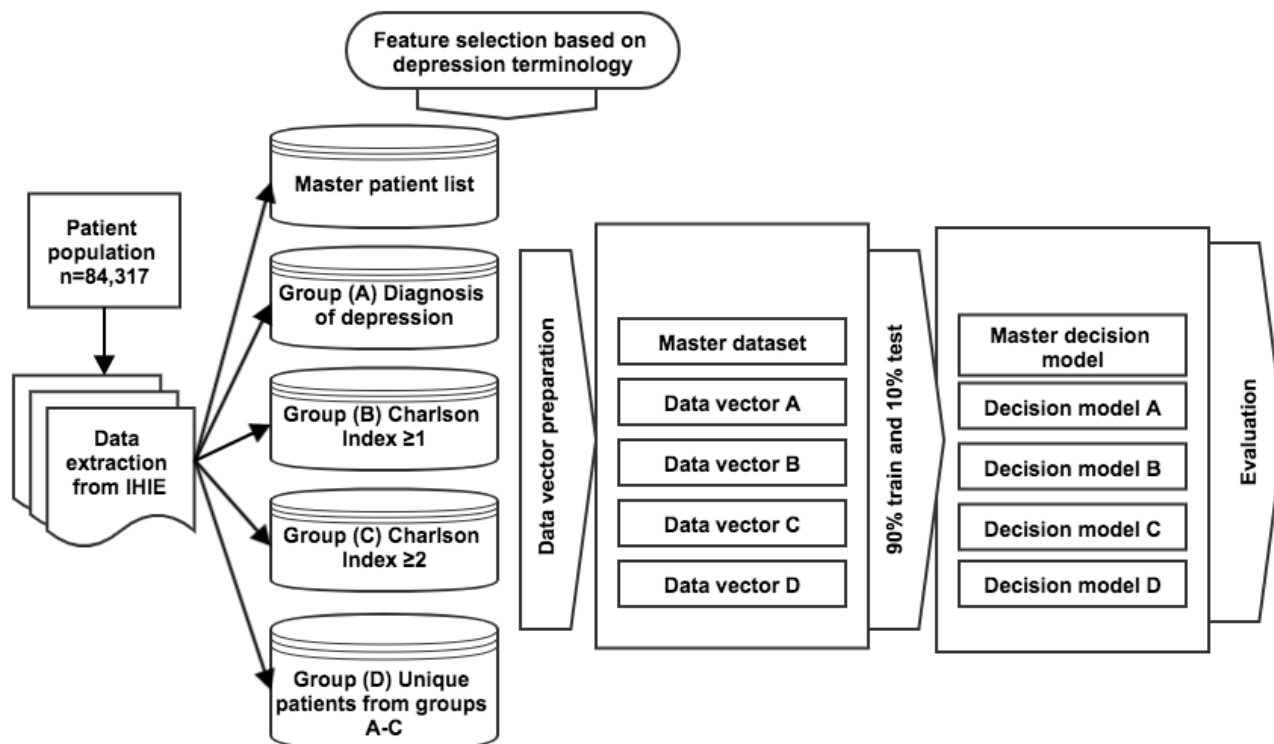 Feature selection based on
depression terminology
Patient
population
n=84,317
Data
extraction
from IHIE
Master patient list
Group (A) Diagnosis
of depression
Group (B) Charlson
Index ≥1
Group (C) Charlson
Index ≥2
Group (D) Unique
patients from groups
A-C
Data vector preparation
Master dataset
Data vector A
Data vector B
Data vector C
Data vector D
90% train and 10% test
Master decision
model
Decision model A
Decision model B
Decision model C
Decision model D
Evaluation